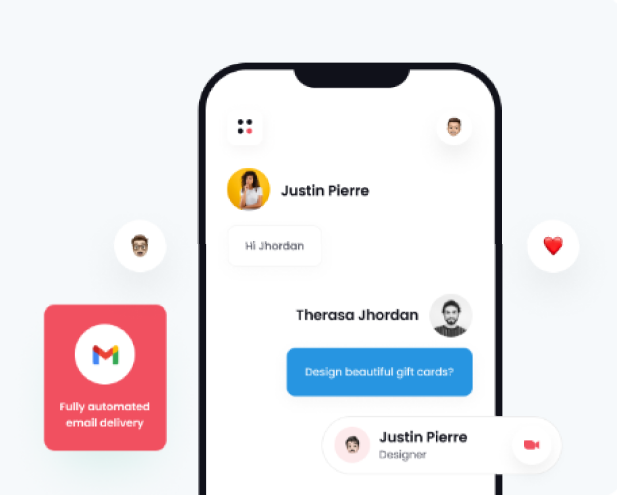 Justin Pierre
Hi Jhordan
Therasa Jhordan
Design beautiful gift cards?
Fully automated
email delivery
Justin Pierre
Designer